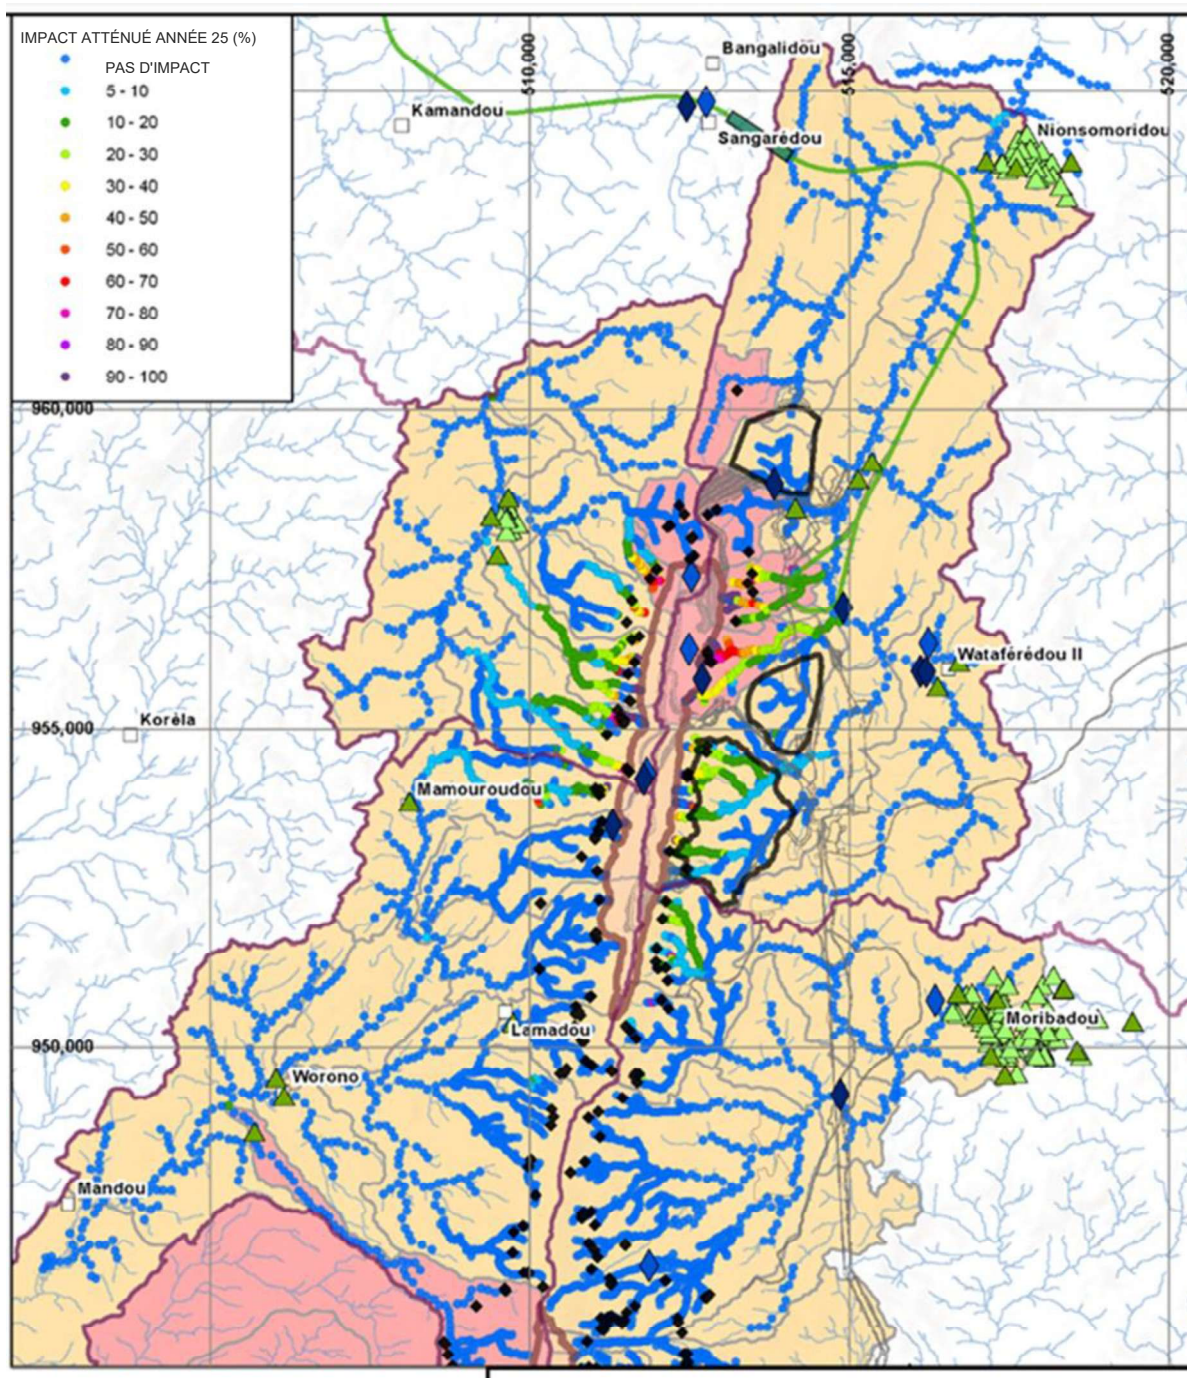 IMPACT ATTÉNUÉ ANNÉE 25 (%)
PAS D'IMPACT
5 - 10
10 - 20
20 - 30
30 - 40
40 - 50
50 - 60
60 - 70
70 - 80
80 - 90
90 - 100
510,000
515,000
520,000
Bangalidou
Kamandou
Sangarédou
Nionsomoridou
960,000
Watafèrèdou II
Korèla
955,000
Mamouroudou
Moribadou
Lamadou
950,000
Worono
Mandou